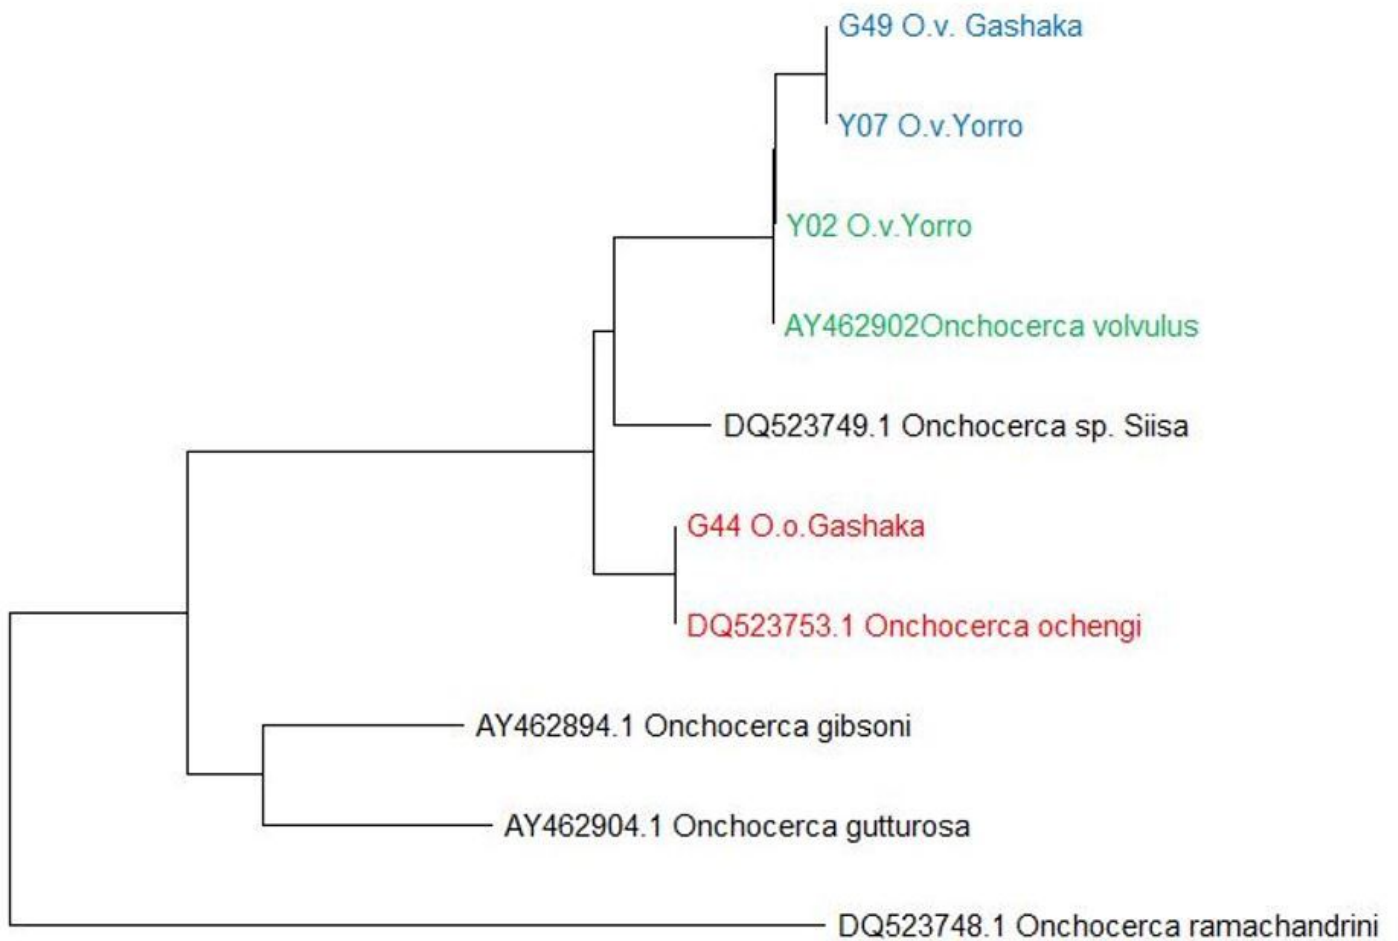 G49 O.v. Gashaka
Y07 O.v.Yorro
Y02 O.v.Yorro
AY462902Onchocerca volvulus
DQ523749.1 Onchocerca sp. Siisa
G44 O.o.Gashaka
DQ523753.1 Onchocerca ochengi
AY462894.1 Onchocerca gibsoni
AY462904.1 Onchocerca gutturosa
DQ523748.1 Onchocerca ramachandrini